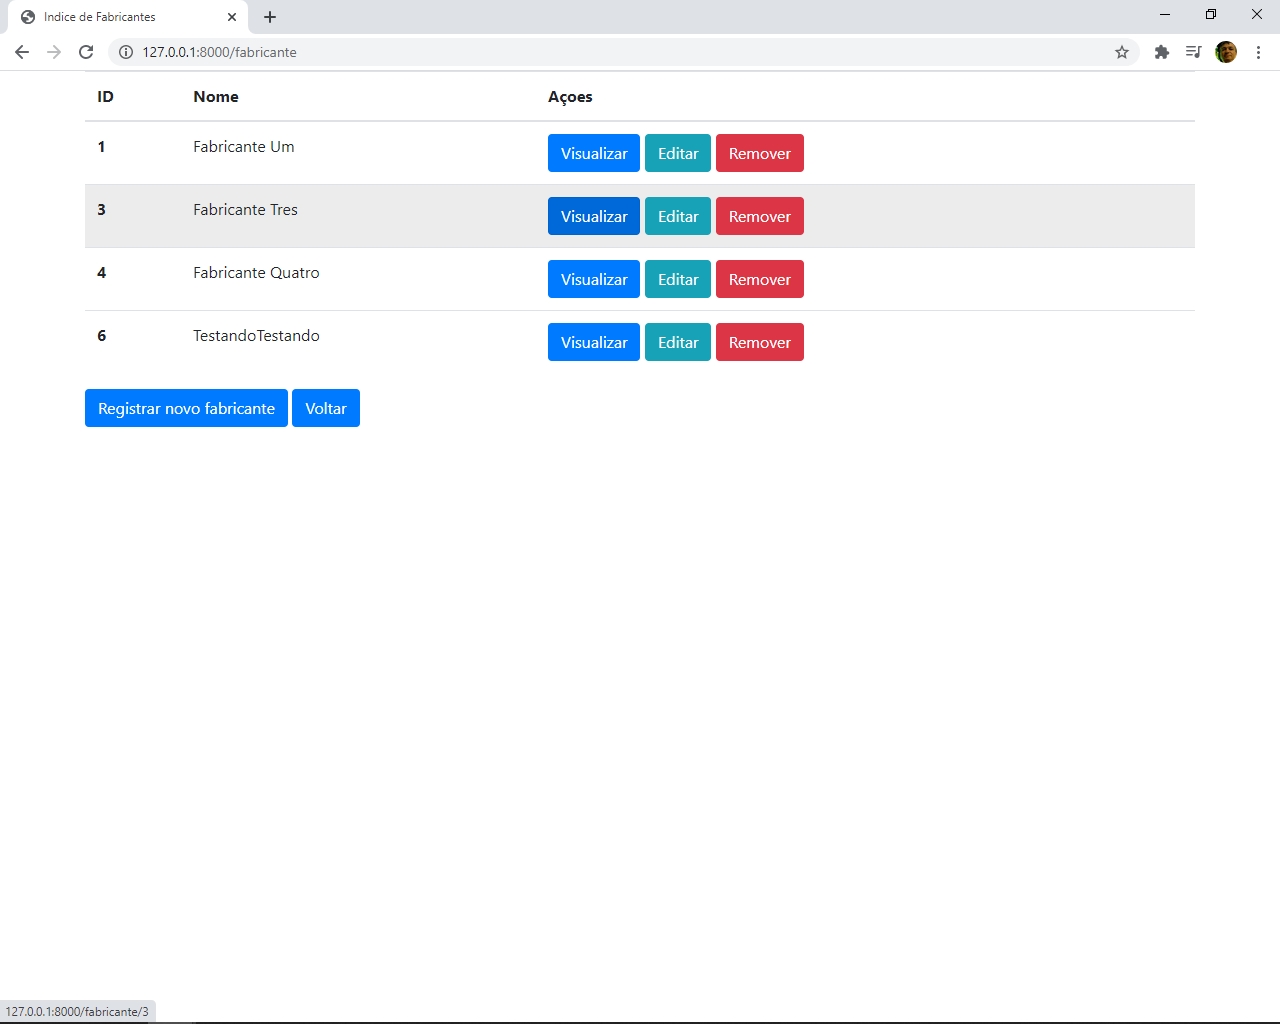 Indice de Fabricantes
127.0.0.1:8000/fabricante
ID Nome Açoes
1 Fabricante Um Visualizar Editar Remover
3 Fabricante Tres Visualizar Editar Remover
4 Fabricante Quatro Visualizar Editar Remover
6 TestandoTestando Visualizar Editar Remover
Registrar novo fabricante Voltar
127.0.0.1:8000/fabricante/3